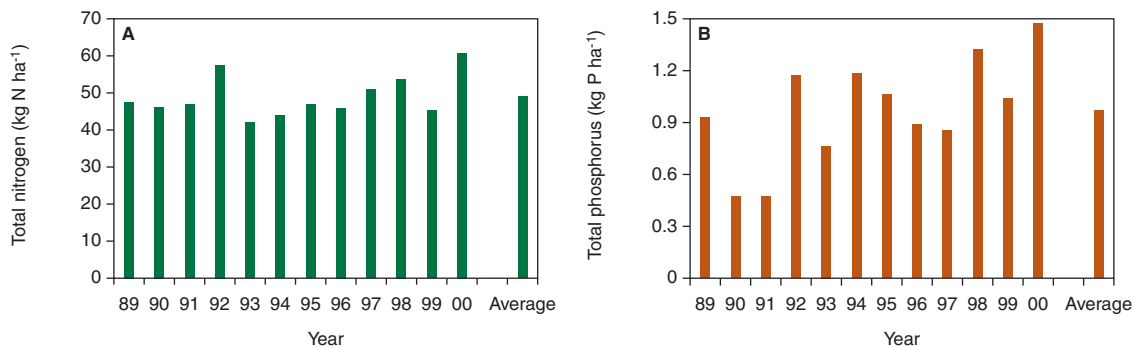 A
Total nitrogen (kg N ha-1)
70
60
50
40
30
20
10
0
89 90 91 92 93 94 95 96 97 98 99 00 Average
Year
B
Total phosphorus (kg P ha-1)
1.5
1.2
0.9
0.6
0.3
0
89 90 91 92 93 94 95 96 97 98 99 00 Average
Year